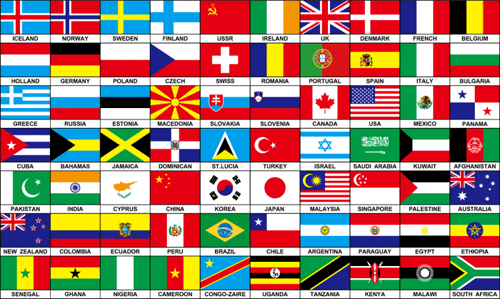 ICELAND NORWAY SWEDEN FINLAND USSR IRELAND UK DENMARK FRENCH BELGIUM
HOLLAND GERMANY POLAND CZECH SWISS ROMANIA PORTUGAL SPAIN ITALY BULGARIA
GREECE RUSSIA ESTONIA MACEDONIA SLOVAKIA SLOVENIA CANADA USA MEXICO PANAMA
CUBA BAHAMAS JAMAICA DOMINICAN ST.LUCIA TURKEY ISRAEL SAUDI ARABIA KUWAIT AFGHANISTAN
PAKISTAN INDIA CYPRUS CHINA KOREA JAPAN MALAYSIA SINGAPORE PALESTINE AUSTRALIA
NEW ZEALAND COLOMBIA ECUADOR PERU BRAZIL CHILE ARGENTINA PARAGUAY EGYPT ETHIOPIA
SENEGAL GHANA NIGERIA CAMEROON CONGO-ZAIRE UGANDA TANZANIA KENYA MALAWI SOUTH AFRICA